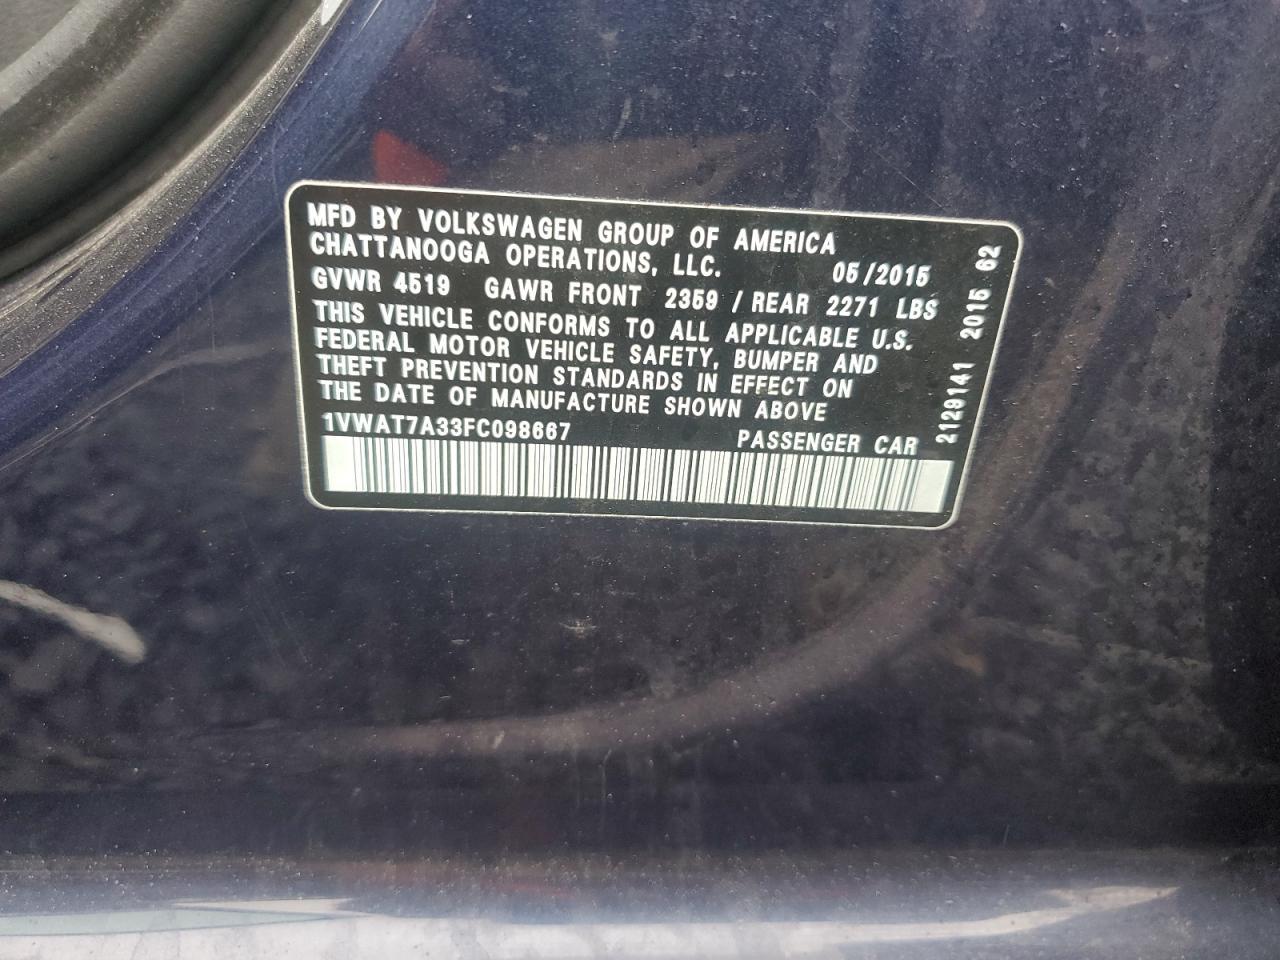 MFD BY VOLKSWAGEN GROUP OF AMERICA
CHATTANOOGA OPERATIONS, LLC. 05/2015
GVWR 4519 GAWR FRONT 2359 / REAR 2271 LBS
THIS VEHICLE CONFORMS TO ALL APPLICABLE U.S.
FEDERAL MOTOR VEHICLE SAFETY, BUMPER AND
THEFT PREVENTION STANDARDS IN EFFECT ON
THE DATE OF MANUFACTURE SHOWN ABOVE
1VWAT7A33FC098667 PASSENGER CAR
2129141 2015 62